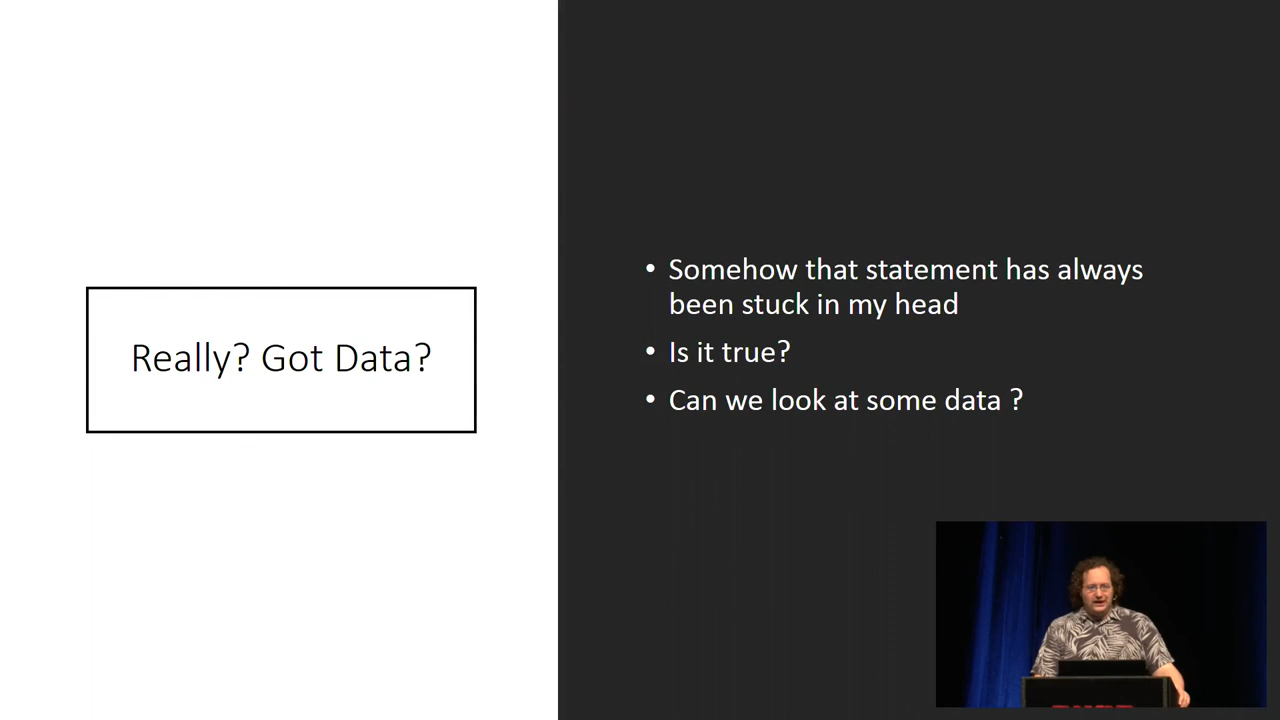 Really? Got Data?
• Somehow that statement has always
been stuck in my head
• Is it true?
• Can we look at some data ?